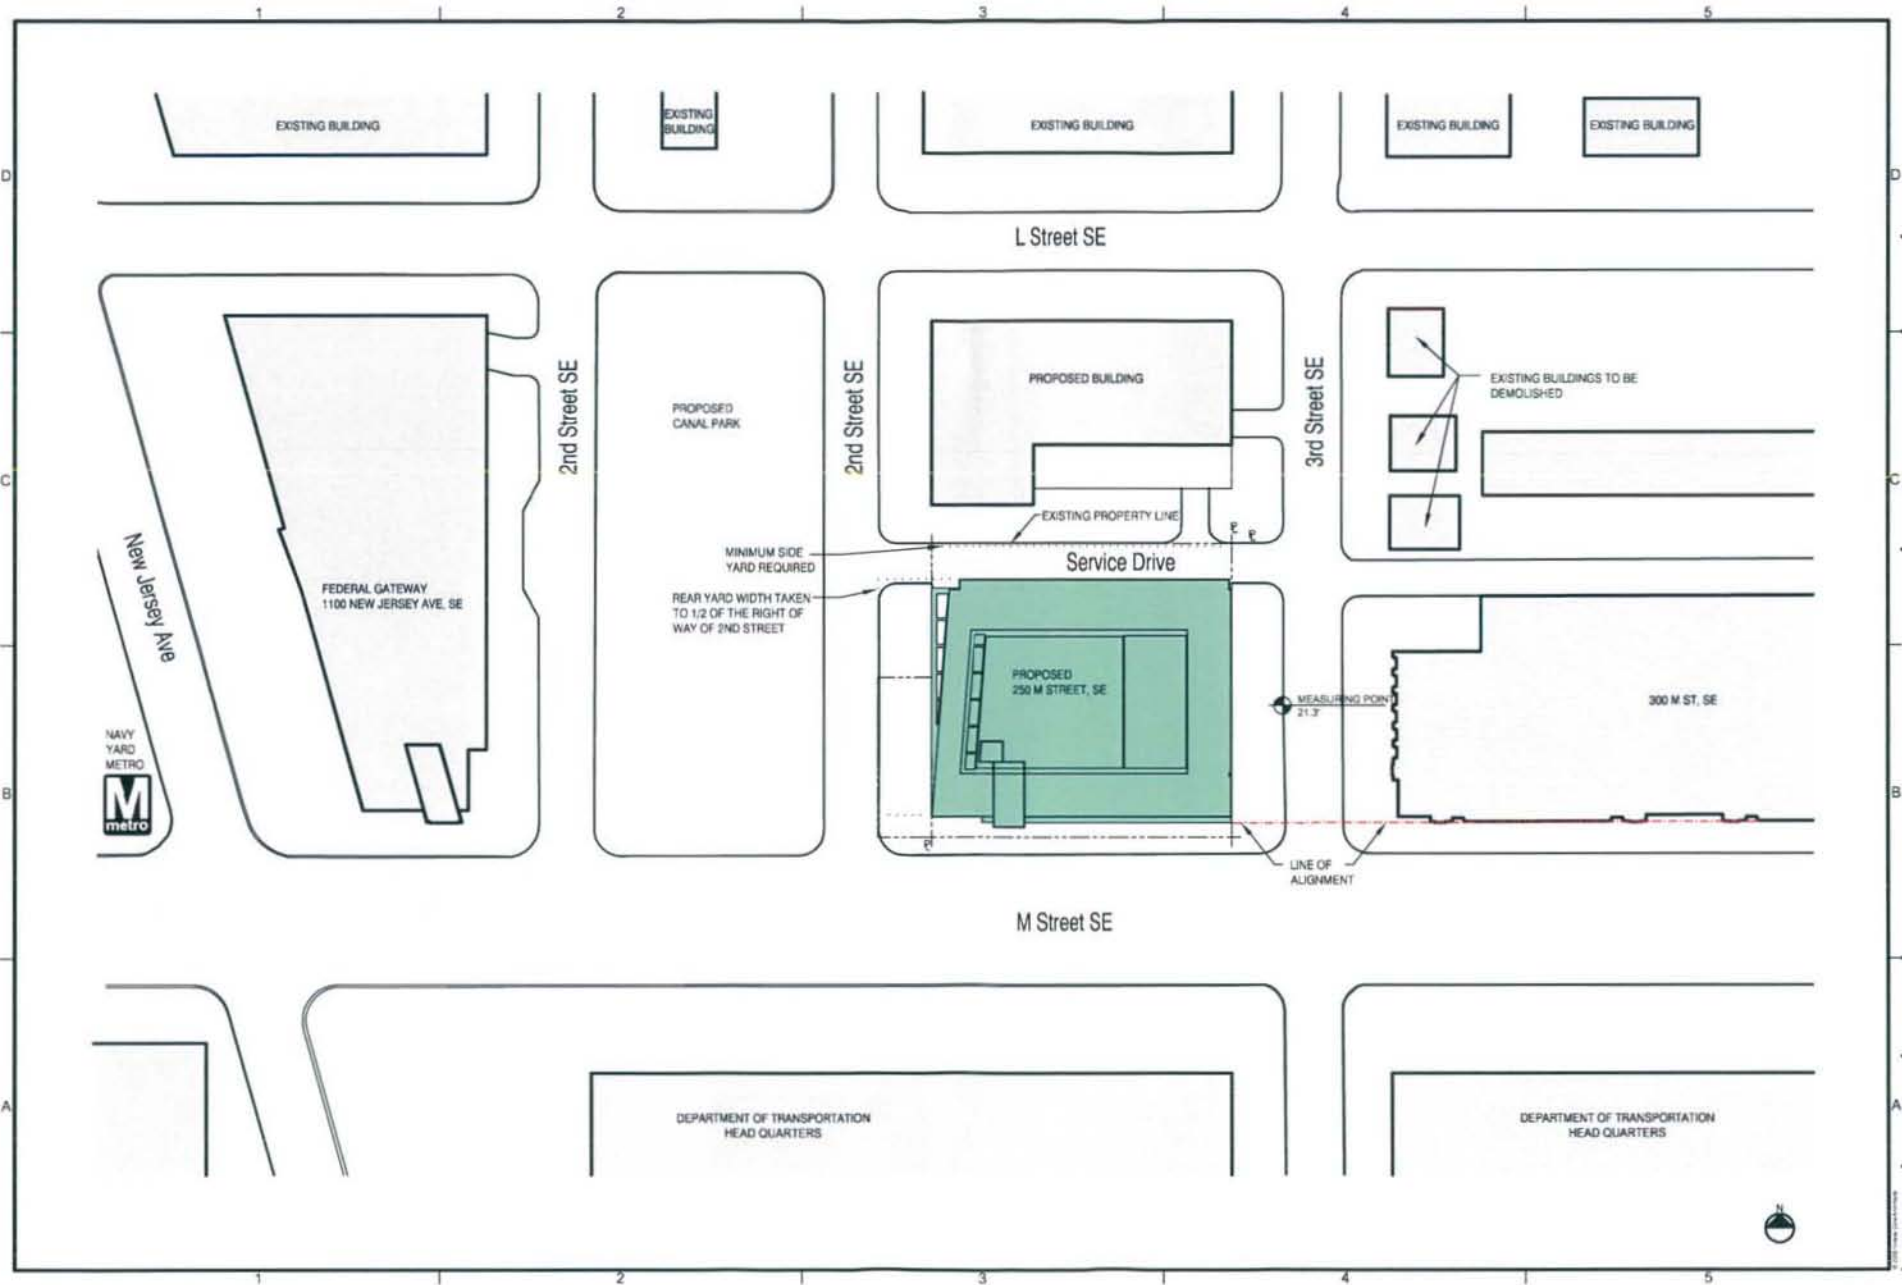 1 2 3 4 5
EXISTING BUILDING
EXISTING
BUILDING
EXISTING BUILDING
EXISTING BUILDING
EXISTING BUILDING
D
D
L Street SE
2nd Street SE
PROPOSED
CANAL PARK
2nd Street SE
PROPOSED BUILDING
3rd Street SE
EXISTING BUILDINGS TO BE
DEMOLISHED
C
C
EXISTING PROPERTY LINE
MINIMUM SIDE
YARD REQUIRED
Service Drive
New Jersey Ave
FEDERAL GATEWAY
1100 NEW JERSEY AVE, SE
REAR YARD WIDTH TAKEN
TO 1/2 OF THE RIGHT OF
WAY OF 2ND STREET
PROPOSED
250 M STREET, SE
MEASURING POINT
21.3'
300 M ST, SE
NAVY
YARD
METRO
M
metro
B
B
LINE OF
ALIGNMENT
M Street SE
A
A
DEPARTMENT OF TRANSPORTATION
HEAD QUARTERS
DEPARTMENT OF TRANSPORTATION
HEAD QUARTERS
N
1 2 3 4 5